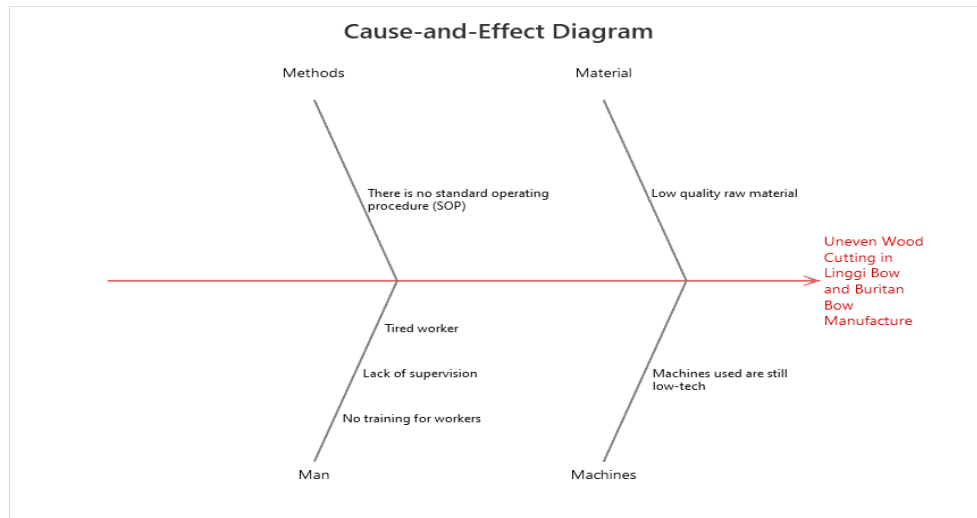 Cause-and-Effect Diagram
Methods
Material
There is no standard operating
procedure (SOP)
Low quality raw material
Uneven Wood
Cutting in
Linggi Bow
and Buritan
Bow
Manufacture
Tired worker
Lack of supervision
No training for workers
Machines used are still
low-tech
Man
Machines